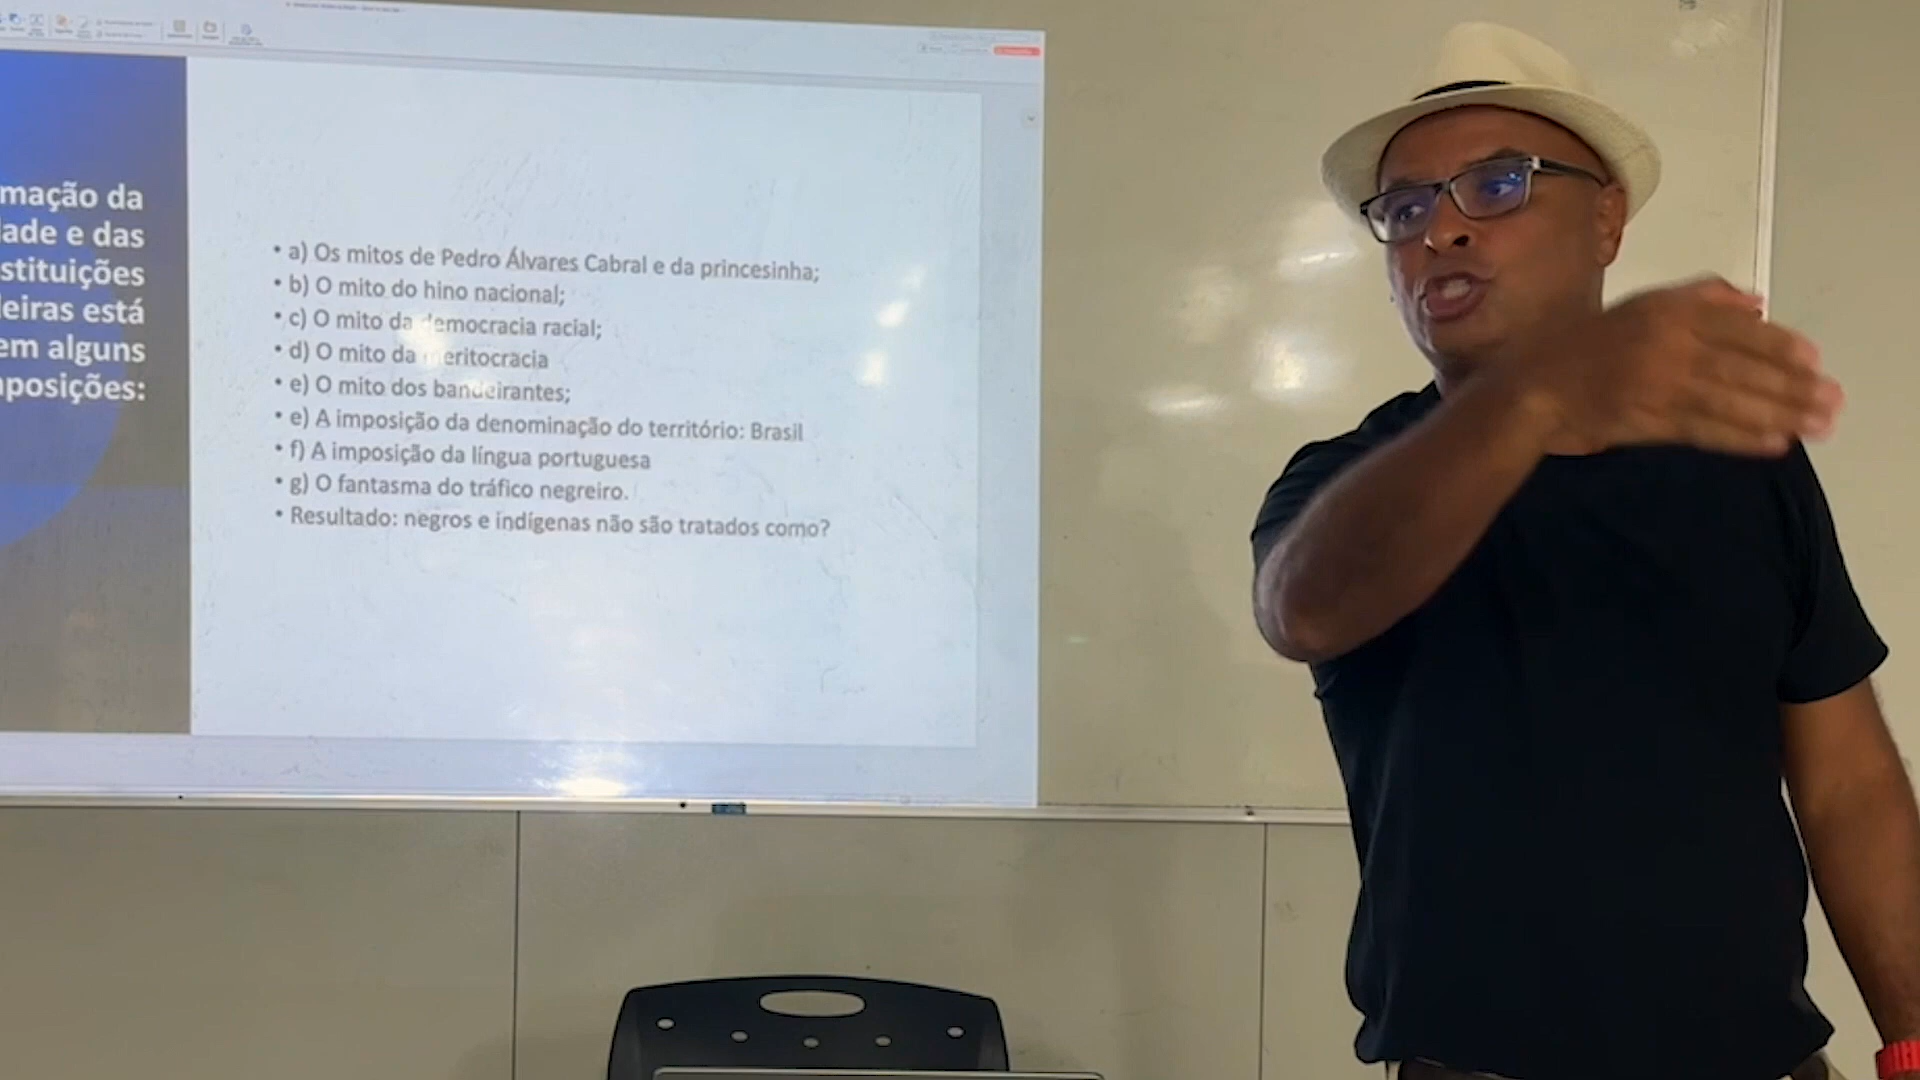 mação da
ade e das
stituições
leiras está
em alguns
posições:
• a) Os mitos de Pedro Álvares Cabral e da princesinha;
• b) O mito do hino nacional;
• c) O mito da democracia racial;
• d) O mito da meritocracia
• e) O mito dos bandeirantes;
• e) A imposição da denominação do território: Brasil
• f) A imposição da língua portuguesa
• g) O fantasma do tráfico negreiro.
• Resultado: negros e indígenas não são tratados como?